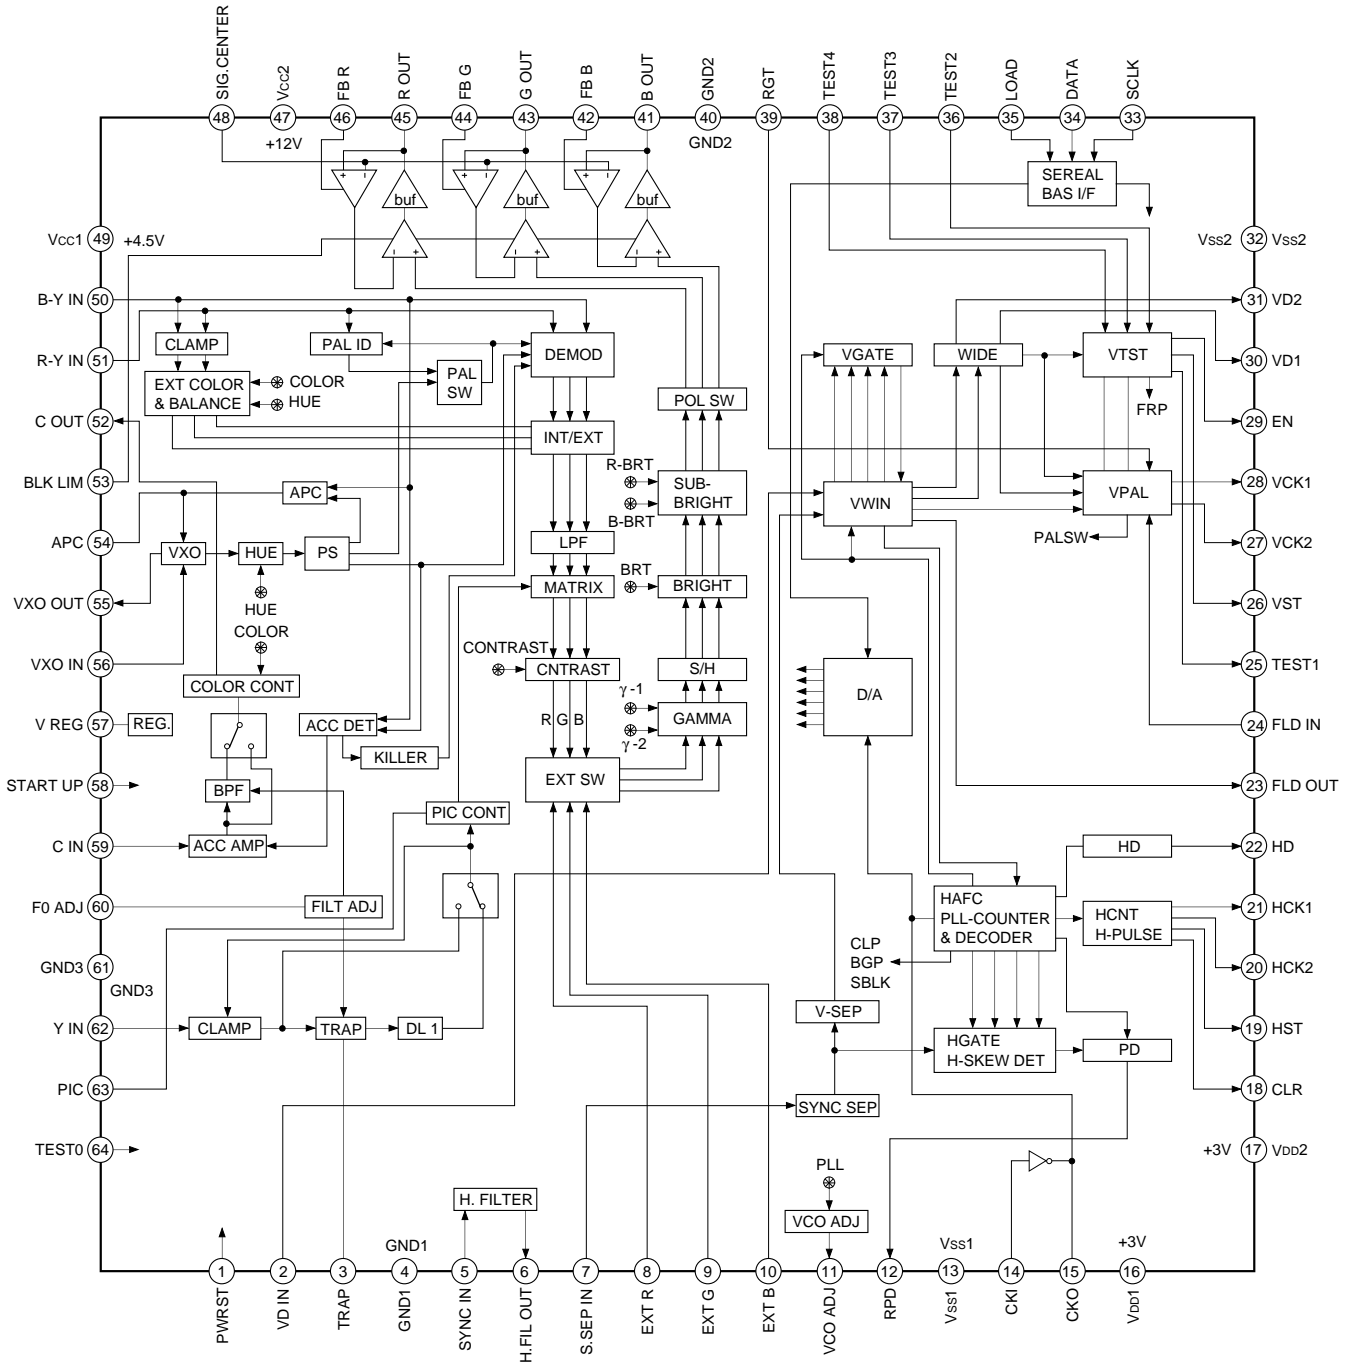 SIG.CENTER
VCC2
FB R
R OUT
FB G
G OUT
FB B
B OUT
GND2
RGT
TEST4
TEST3
TEST2
LOAD
DATA
SCLK
48
47
46
45
44
43
42
41
40
39
38
37
36
35
34
33
+12V
GND2
SEREAL
BAS I/F
+ −
+ −
+ −
buf
buf
buf
− +
− +
− +
VCC1
49
+4.5V
VSS2
32
VSS2
B-Y IN
50
31
VD2
R-Y IN
51
CLAMP
PAL ID
DEMOD
VGATE
WIDE
VTST
30
VD1
EXT COLOR
& BALANCE
COLOR
HUE
PAL
SW
POL SW
FRP
C OUT
52
INT/EXT
29
EN
BLK LIM
53
APC
R-BRT
SUB-
BRIGHT
B-BRT
VWIN
VPAL
28
VCK1
PALSW
APC
54
VXO
HUE
PS
LPF
27
VCK2
VXO OUT
55
HUE
MATRIX
BRT
BRIGHT
26
VST
COLOR
VXO IN
56
CONTRAST
CNTRAST
S/H
D/A
25
TEST1
COLOR CONT
V REG
57
REG.
ACC DET
R G B
γ -1
GAMMA
γ -2
24
FLD IN
KILLER
START UP
58
BPF
EXT SW
23
FLD OUT
PIC CONT
C IN
59
ACC AMP
HD
22
HD
F0 ADJ
60
FILT ADJ
HAFC
PLL-COUNTER
& DECODER
HCNT
H-PULSE
21
HCK1
CLP
BGP
SBLK
GND3
61
GND3
20
HCK2
Y IN
62
CLAMP
TRAP
DL 1
V-SEP
HGATE
H-SKEW DET
PD
19
HST
PIC
63
SYNC SEP
18
CLR
TEST0
64
+3V
17
VDD2
PLL
H. FILTER
VCO ADJ
GND1
VSS1
+3V
1
2
3
4
5
6
7
8
9
10
11
12
13
14
15
16
PWRST
VD IN
TRAP
GND1
SYNC IN
H.FIL OUT
S.SEP IN
EXT R
EXT G
EXT B
VCO ADJ
RPD
VSS1
CKI
CKO
VDD1